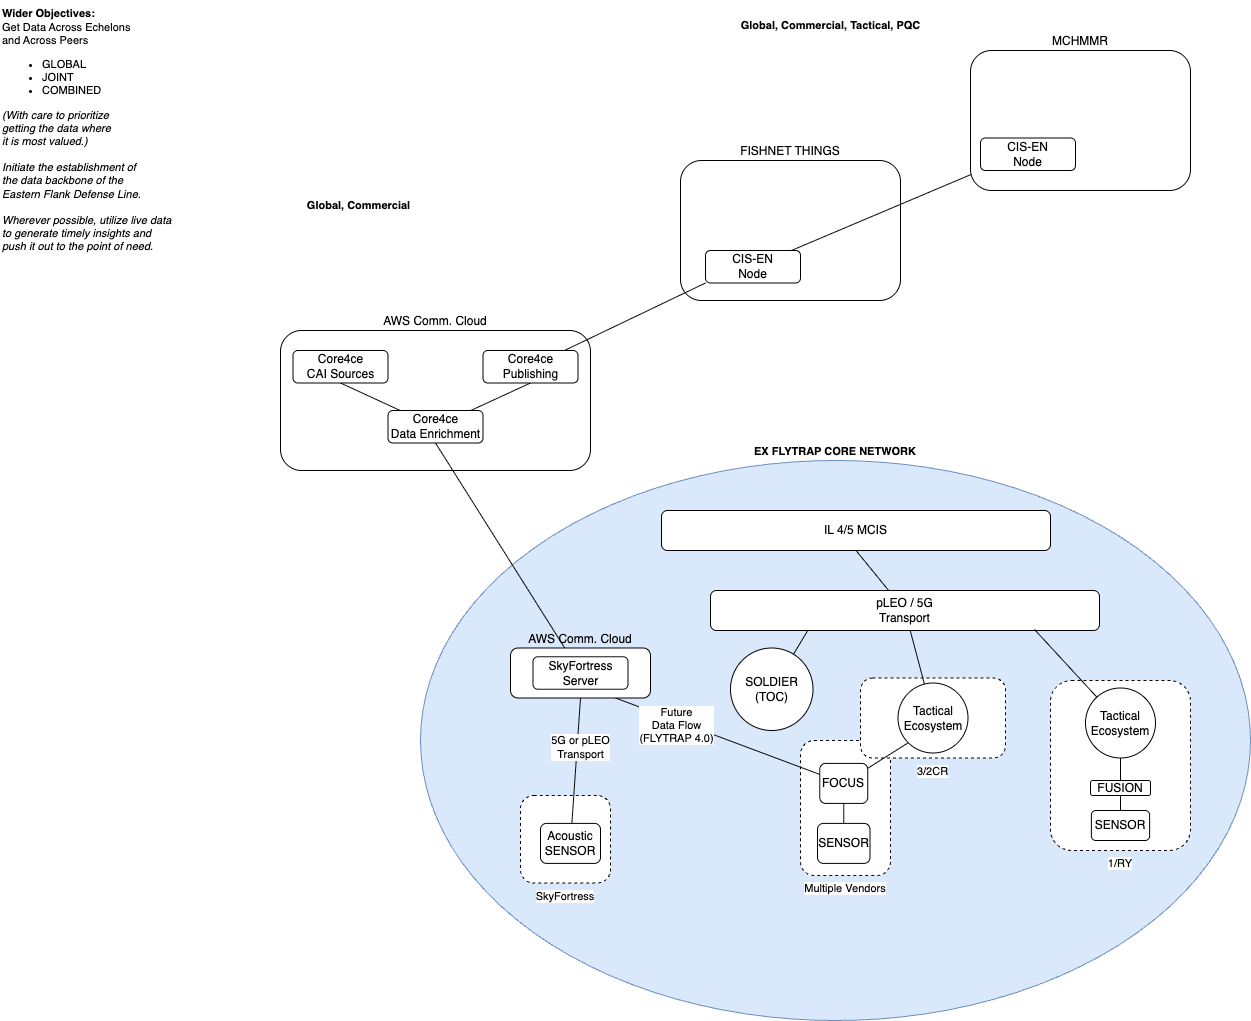 Wider Objectives:
Get Data Across Echelons
and Across Peers
• GLOBAL
• JOINT
• COMBINED
(With care to prioritize
getting the data where
it is most valued.)
Initiate the establishment of
the data backbone of the
Eastern Flank Defense Line.
Wherever possible, utilize live data
to generate timely insights and
push it out to the point of need.
Global, Commercial, Tactical, PQC
MCHMMR
CIS-EN
Node
FISHNET THINGS
CIS-EN
Node
Global, Commercial
AWS Comm. Cloud
Core4ce
CAI Sources
Core4ce
Publishing
Core4ce
Data Enrichment
EX FLYTRAP CORE NETWORK
IL 4/5 MCIS
pLEO / 5G
Transport
AWS Comm. Cloud
SkyFortress
Server
SOLDIER
(TOC)
Tactical
Ecosystem
Tactical
Ecosystem
Future
Data Flow
(FLYTRAP 4.0)
5G or pLEO
Transport
3/2CR
FOCUS
FUSION
SENSOR
Acoustic
SENSOR
SENSOR
1/RY
Multiple Vendors
SkyFortress